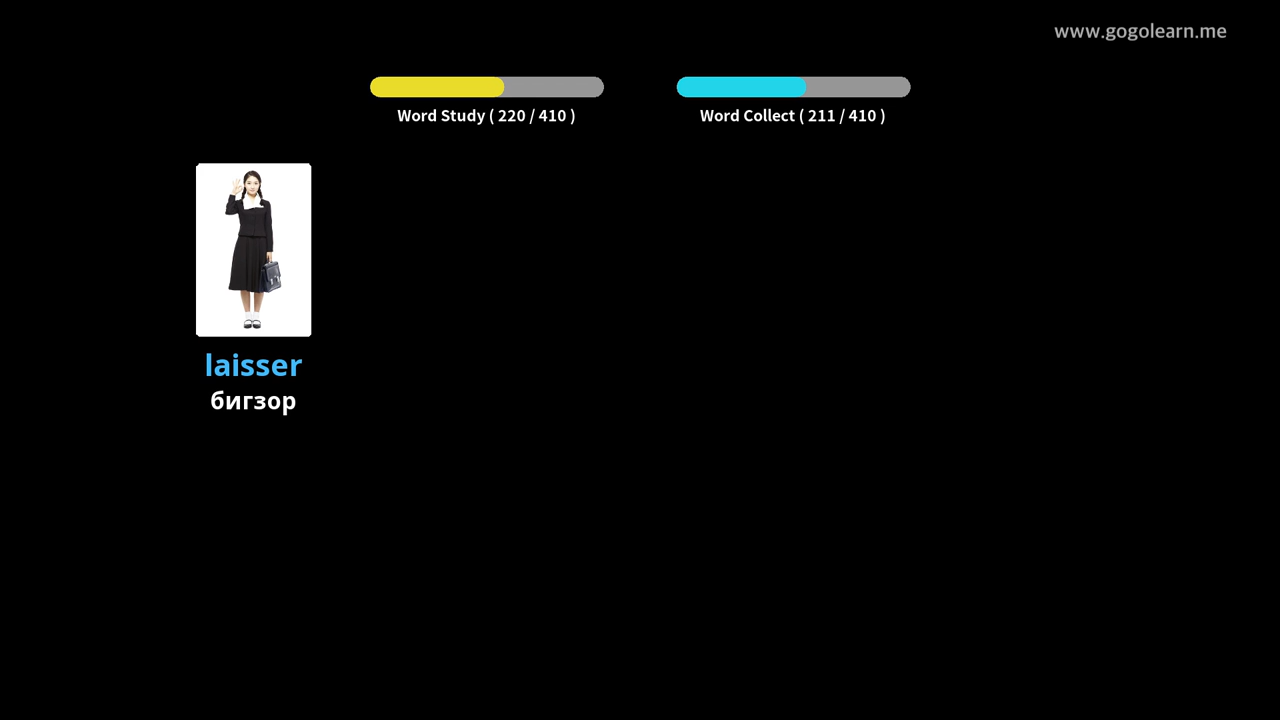 www.gogolearn.me
Word Study ( 220 / 410 )
Word Collect ( 211 / 410 )
laisser
бигзор